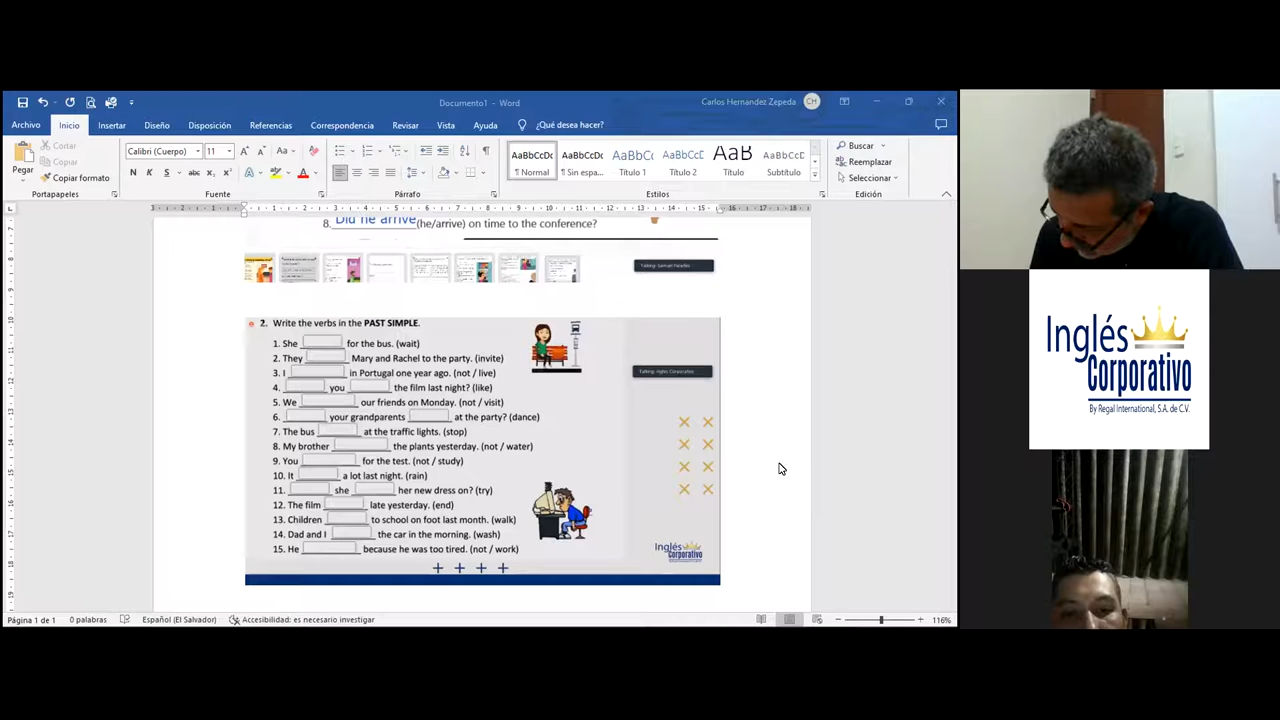 Documento1 - Word
Carlos Hernandez Zepeda
CH
Archivo
Inicio
Insertar
Diseño
Disposición
Referencias
Correspondencia
Revisar
Vista
Ayuda
¿Qué desea hacer?
Pegar
Cortar
Copiar
Copiar formato
Portapapeles
Calibri (Cuerpo)
11
Fuente
Párrafo
AaBbCcDc
¶ Normal
AaBbCcDc
¶ Sin espa...
AaBbCc
Título 1
AaBbCcD
Título 2
AaB
Título
AaBbCcD
Subtítulo
Estilos
Buscar
Reemplazar
Seleccionar
Edición
8. Did he arrive (he/arrive) on time to the conference?
2. Write the verbs in the PAST SIMPLE.
1. She for the bus. (wait)
2. They Mary and Rachel to the party. (invite)
3. I in Portugal one year ago. (not / live)
4. you the film last night? (like)
5. We our friends on Monday. (not / visit)
6. your grandparents at the party? (dance)
7. The bus at the traffic lights. (stop)
8. My brother the plants yesterday. (not / water)
9. You for the test. (not / study)
10. It a lot last night. (rain)
11. she her new dress on? (try)
12. The film late yesterday. (end)
13. Children to school on foot last month. (walk)
14. Dad and I the car in the morning. (wash)
15. He because he was too tired. (not / work)
Inglés
Corporativo
Página 1 de 1
0 palabras
Español (El Salvador)
Accesibilidad: es necesario investigar
116%
Inglés
Corporativo
By Regal International, S.A. de C.V.